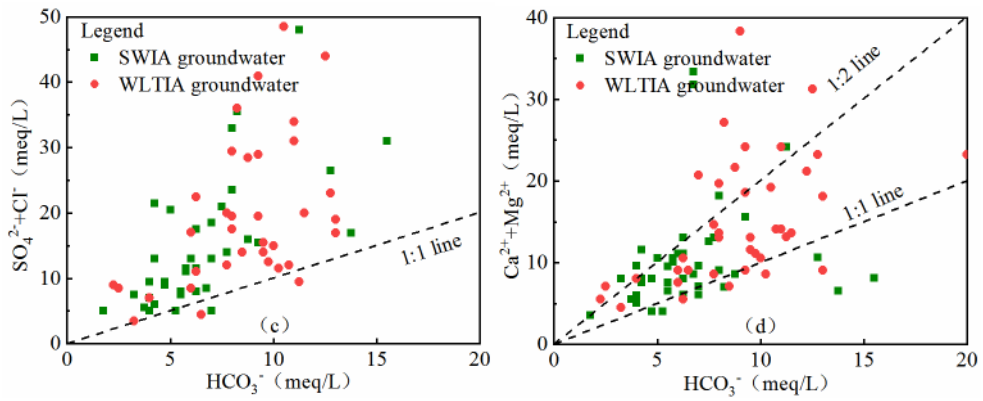 SO₄²⁻+Cl⁻（meq/L）
50
40
30
20
10
0
Legend
SWIA groundwater
WLTIA groundwater
1:1 line
（c）
0 5 10 15 20
HCO₃⁻（meq/L）
Ca²⁺+Mg²⁺（meq/L）
40
30
20
10
0
Legend
SWIA groundwater
WLTIA groundwater
1:2 line
1:1 line
（d）
0 5 10 15 20
HCO₃⁻（meq/L）